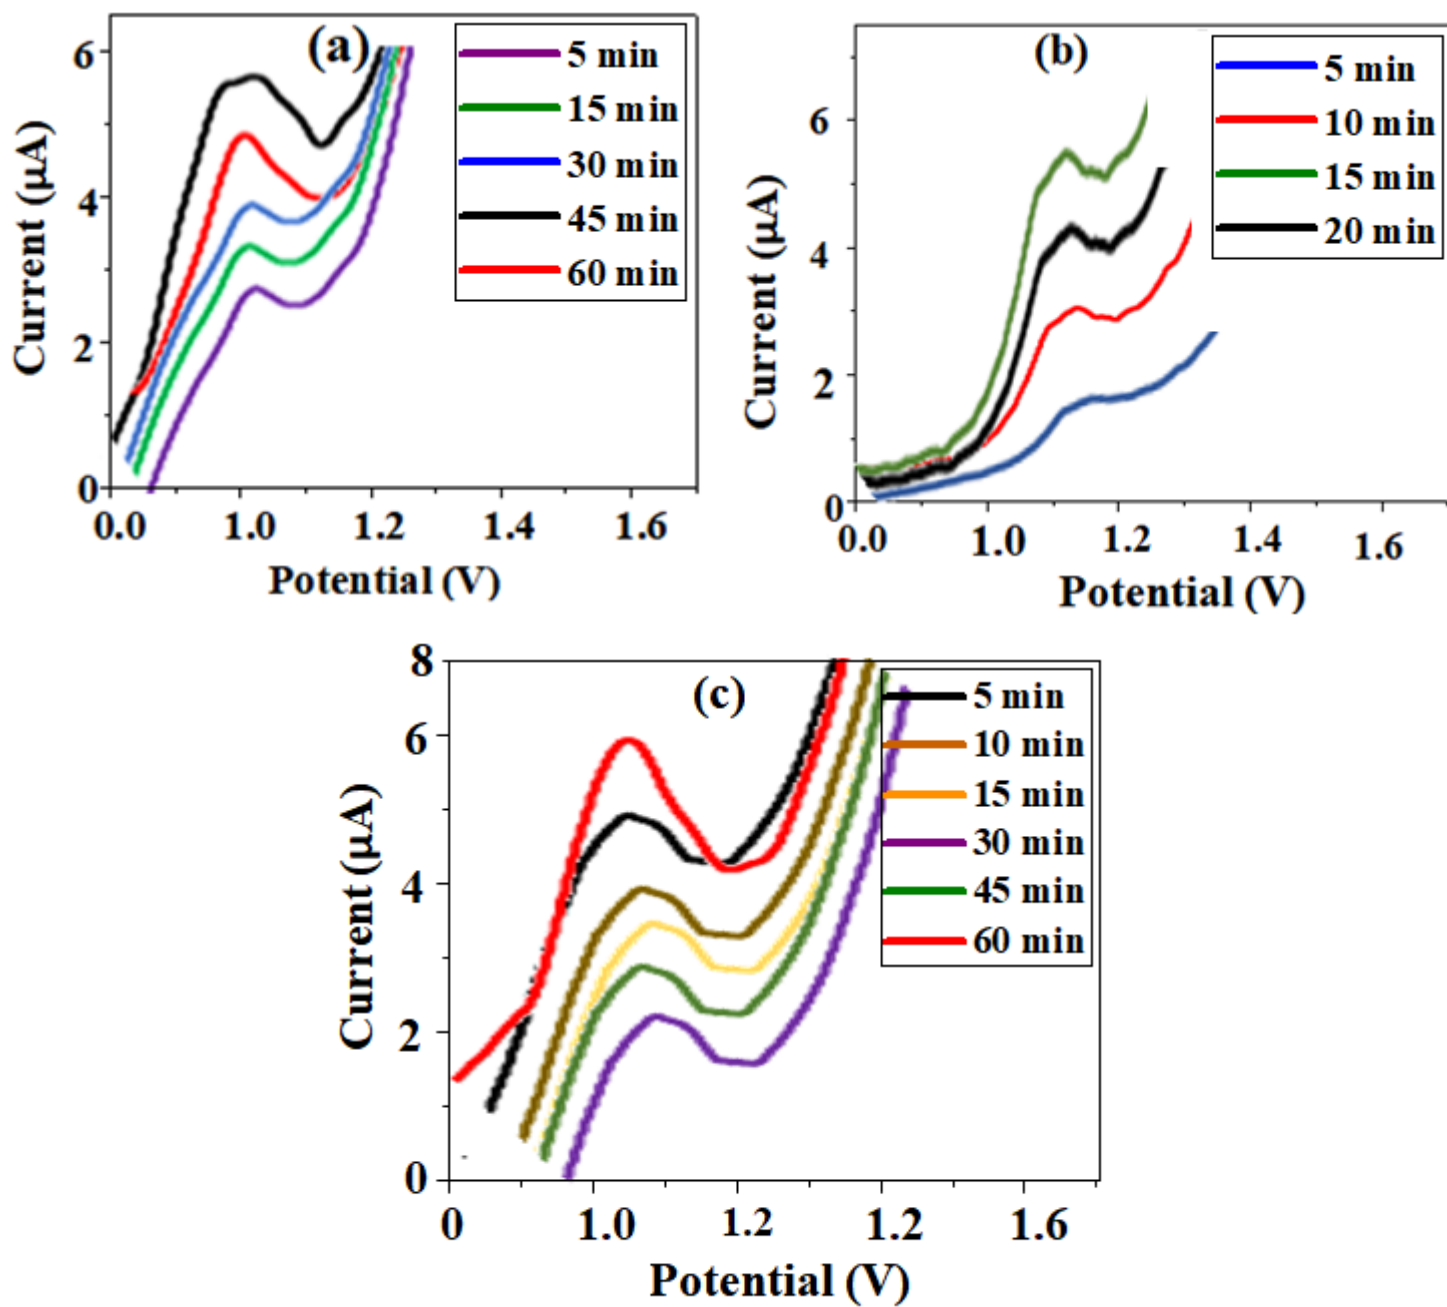 (a)
5 min
15 min
30 min
45 min
60 min
6
4
2
0
Current (µA)
0.0 1.0 1.2 1.6
Potential (V)
(b)
5 min
10 min
15 min
20 min
6
4
2
0
Current (µA)
0.0 1.0 1.2 1.4 1.6
Potential (V)
(c)
5 min
10 min
15 min
30 min
45 min
60 min
8
6
4
2
0
Current (µA)
0 1.0 1.2 1.2 1.6
Potential (V)